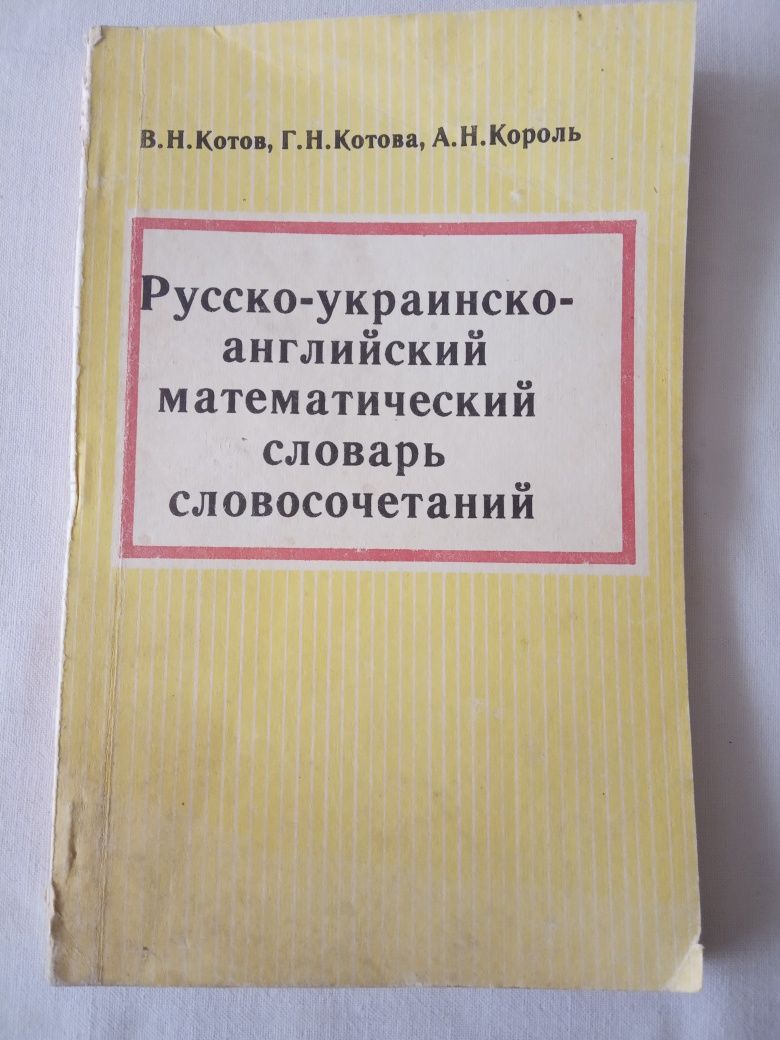 В.Н.Котов, Г.Н.Котова, А.Н.Король
Русско-украинско-
английский
математический
словарь
словосочетаний